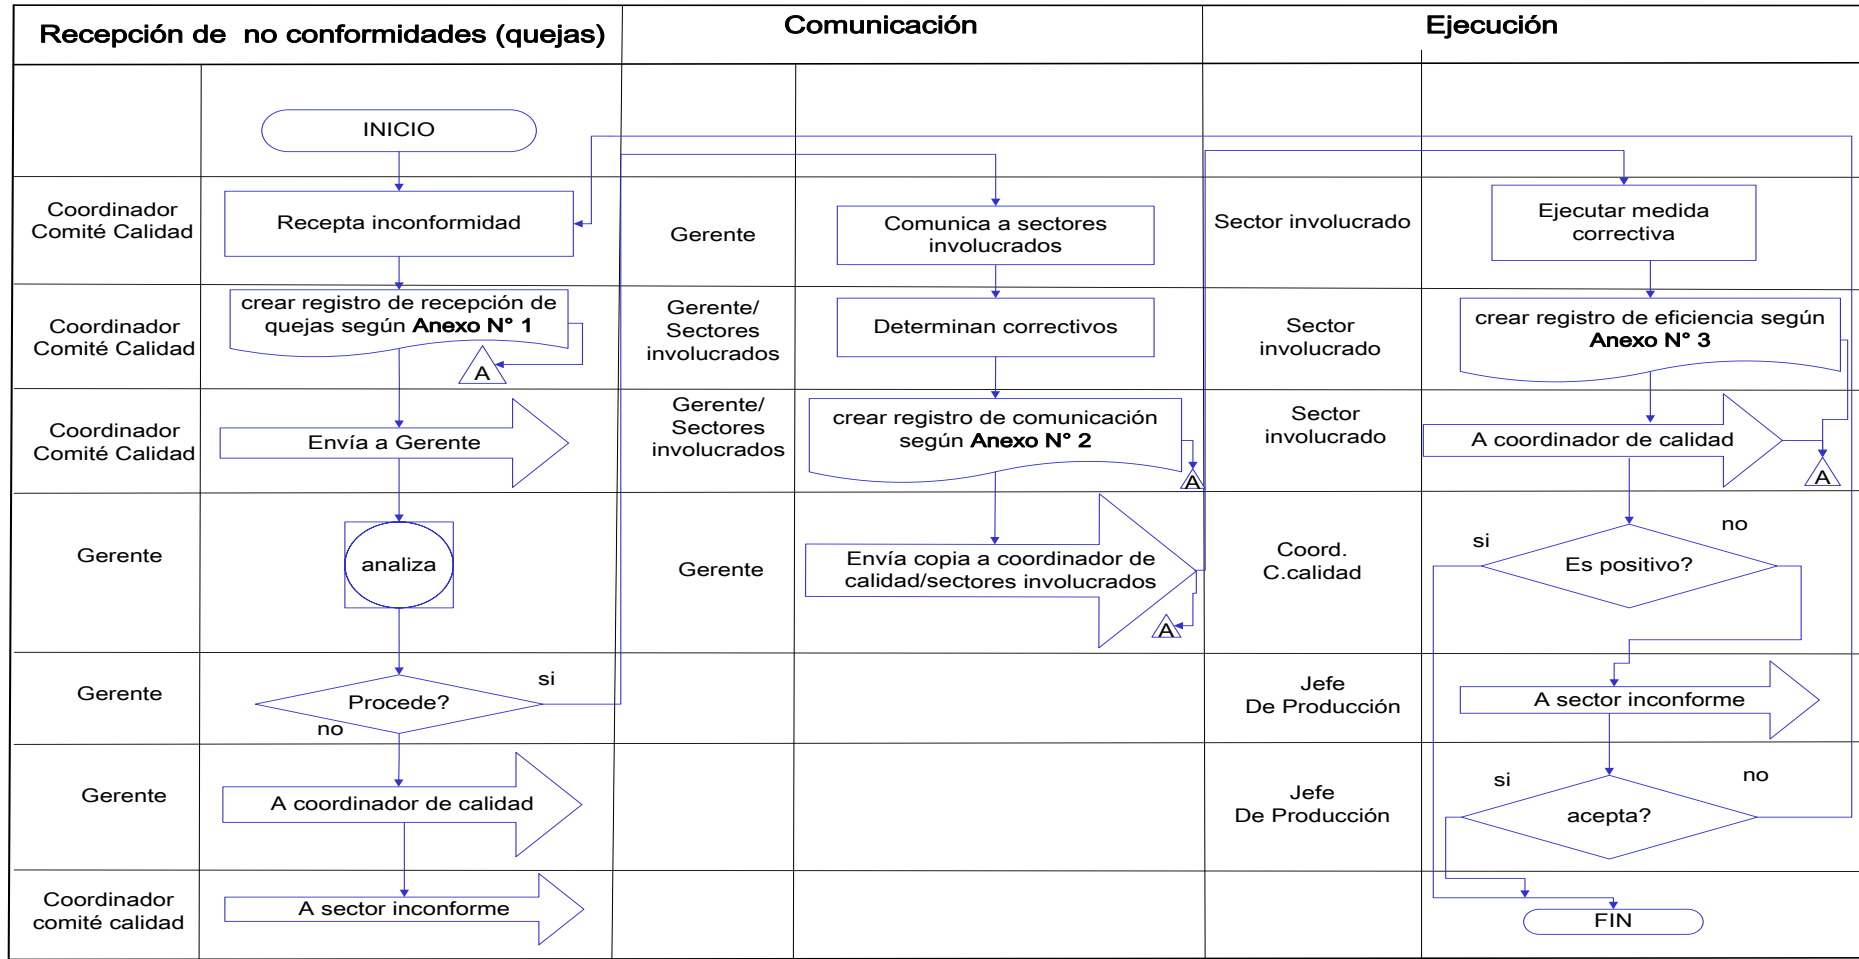 Recepción de no conformidades (quejas)
Comunicación
Ejecución
INICIO
Coordinador
Comité Calidad
Recepta inconformidad
Coordinador
Comité Calidad
crear registro de recepción de
quejas según Anexo N° 1
A
Coordinador
Comité Calidad
Envía a Gerente
Gerente
analiza
Gerente
Procede?
si
no
Gerente
A coordinador de calidad
Coordinador
comité calidad
A sector inconforme
Gerente
Comunica a sectores
involucrados
Gerente/
Sectores
involucrados
Determinan correctivos
Gerente/
Sectores
involucrados
crear registro de comunicación
según Anexo N° 2
A
Gerente
Envía copia a coordinador de
calidad/sectores involucrados
A
Sector involucrado
Ejecutar medida
correctiva
Sector
involucrado
crear registro de eficiencia según
Anexo N° 3
Sector
involucrado
A coordinador de calidad
A
Coord.
C.calidad
si
no
Es positivo?
Jefe
De Producción
A sector inconforme
Jefe
De Producción
si
no
acepta?
FIN